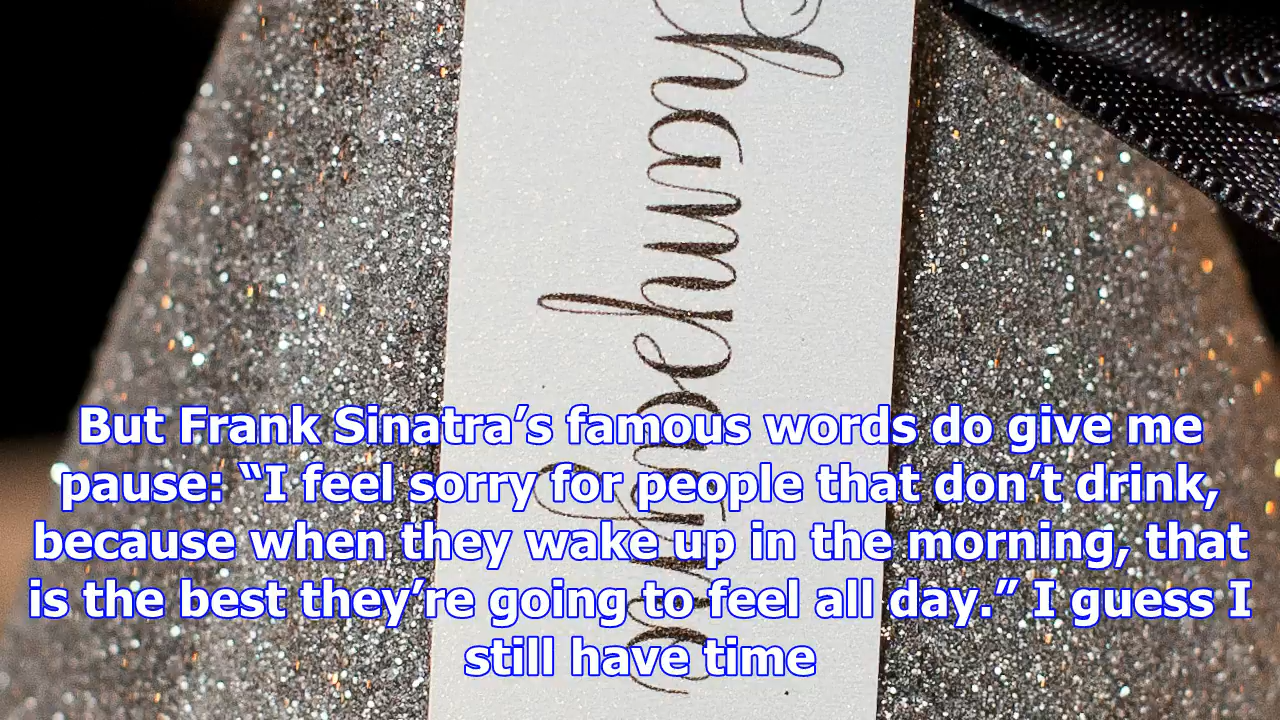 Champagne
But Frank Sinatra’s famous words do give me
pause: “I feel sorry for people that don’t drink,
because when they wake up in the morning, that
is the best they’re going to feel all day.” I guess I
still have time